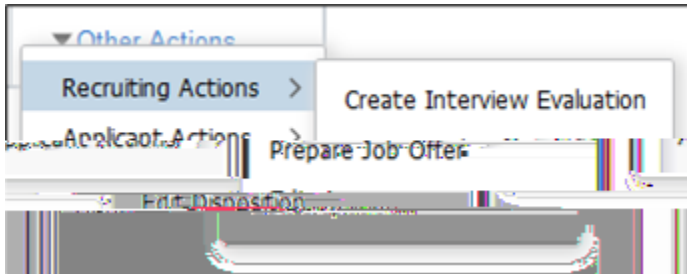 Other Actions
Recruiting Actions
Create Interview Evaluation
Applicant Actions
Prepare Job Offer
Edit Disposition